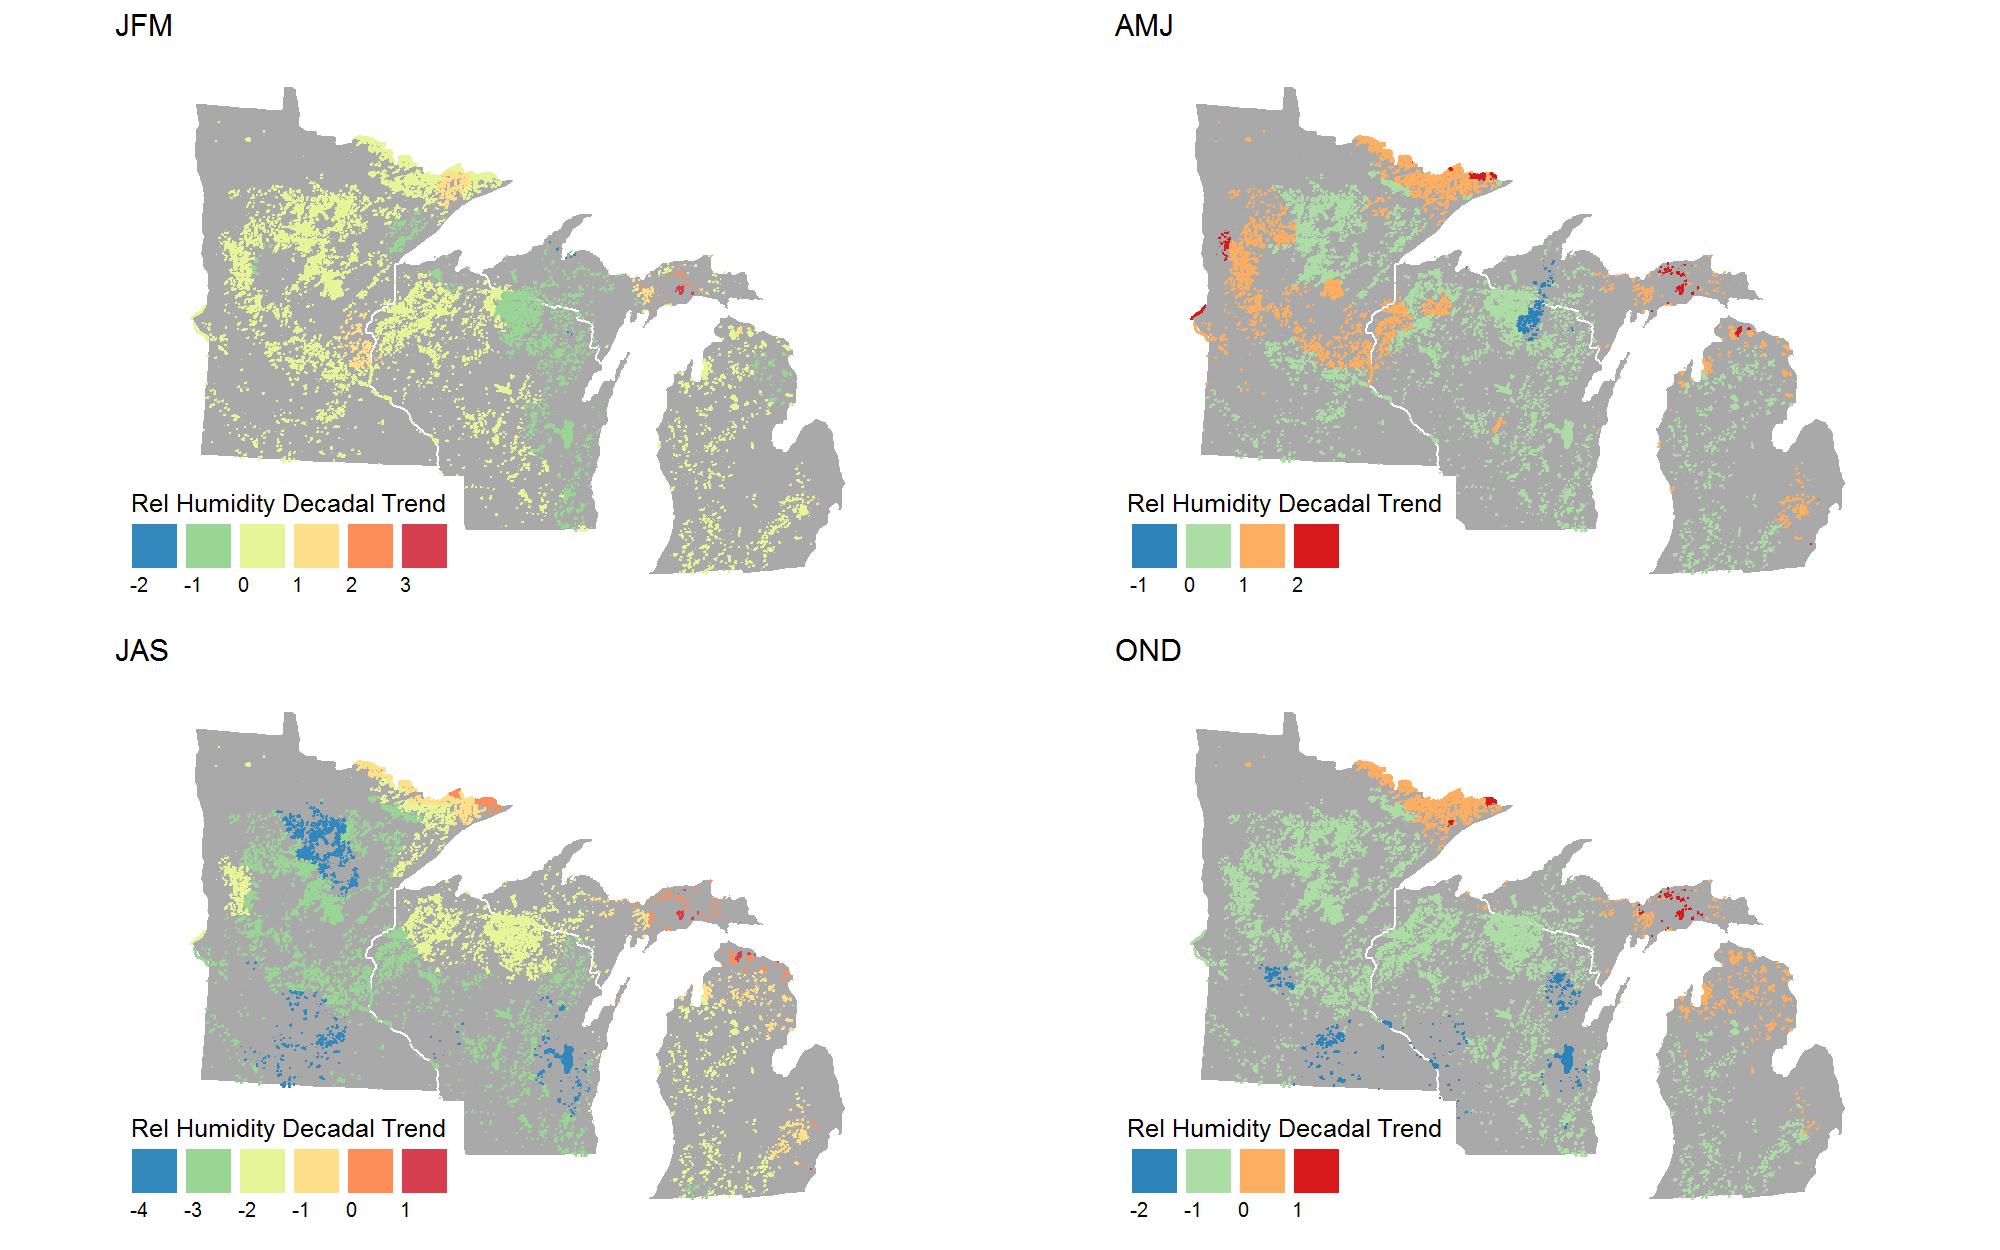 JFM
AMJ
Rel Humidity Decadal Trend
-2 -1 0 1 2 3
Rel Humidity Decadal Trend
-1 0 1 2
JAS
OND
Rel Humidity Decadal Trend
-4 -3 -2 -1 0 1
Rel Humidity Decadal Trend
-2 -1 0 1